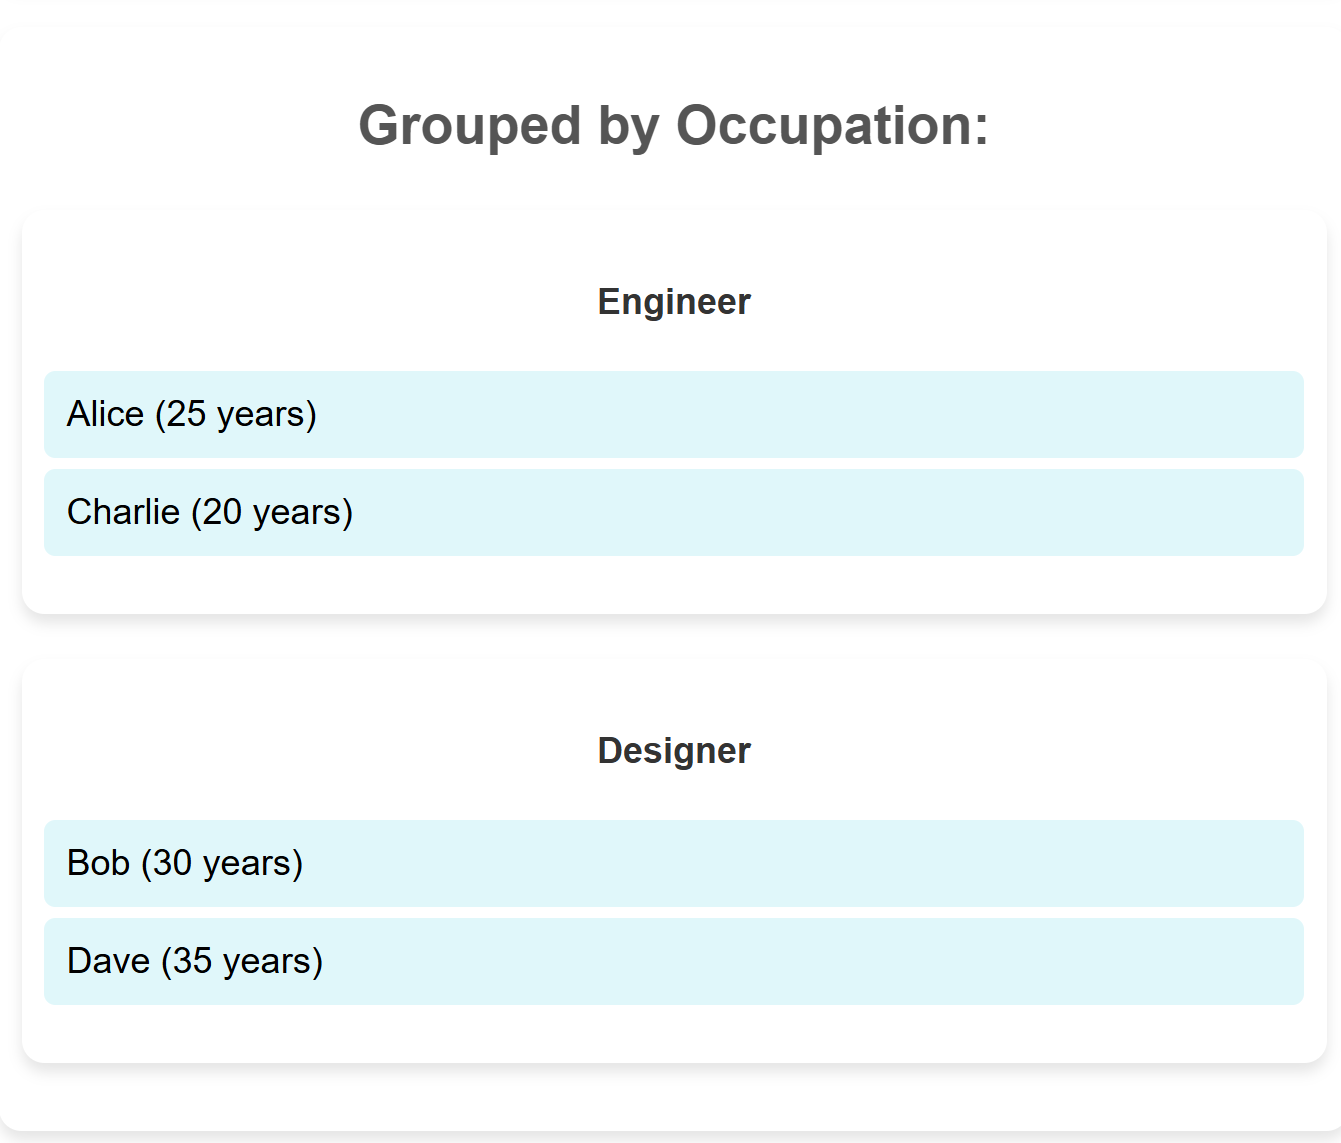 Grouped by Occupation:
Engineer
Alice (25 years)
Charlie (20 years)
Designer
Bob (30 years)
Dave (35 years)